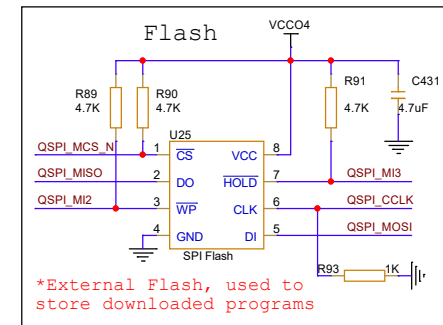 Flash
VCCO4
R89
4.7K
R90
4.7K
R91
4.7K
C431
4.7uF
U25
QSPI_MCS_N
1
CS
VCC
8
QSPI_MISO
2
DO
HOLD
7
QSPI_MI3
QSPI_MI2
3
WP
CLK
6
QSPI_CCLK
4
GND
DI
5
QSPI_MOSI
SPI Flash
R93
1K
*External Flash, used to
store downloaded programs